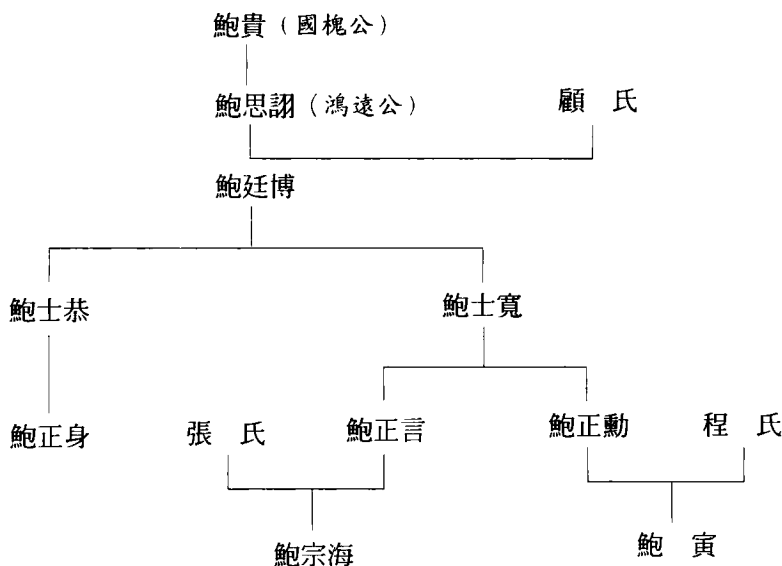 鮑貴（國槐公）
鮑思詡（鴻遠公） 顧 氏
鮑廷博
鮑士恭 鮑士寬
鮑正身 張 氏 鮑正言 鮑正勳 程 氏
鮑宗海 鮑 寅